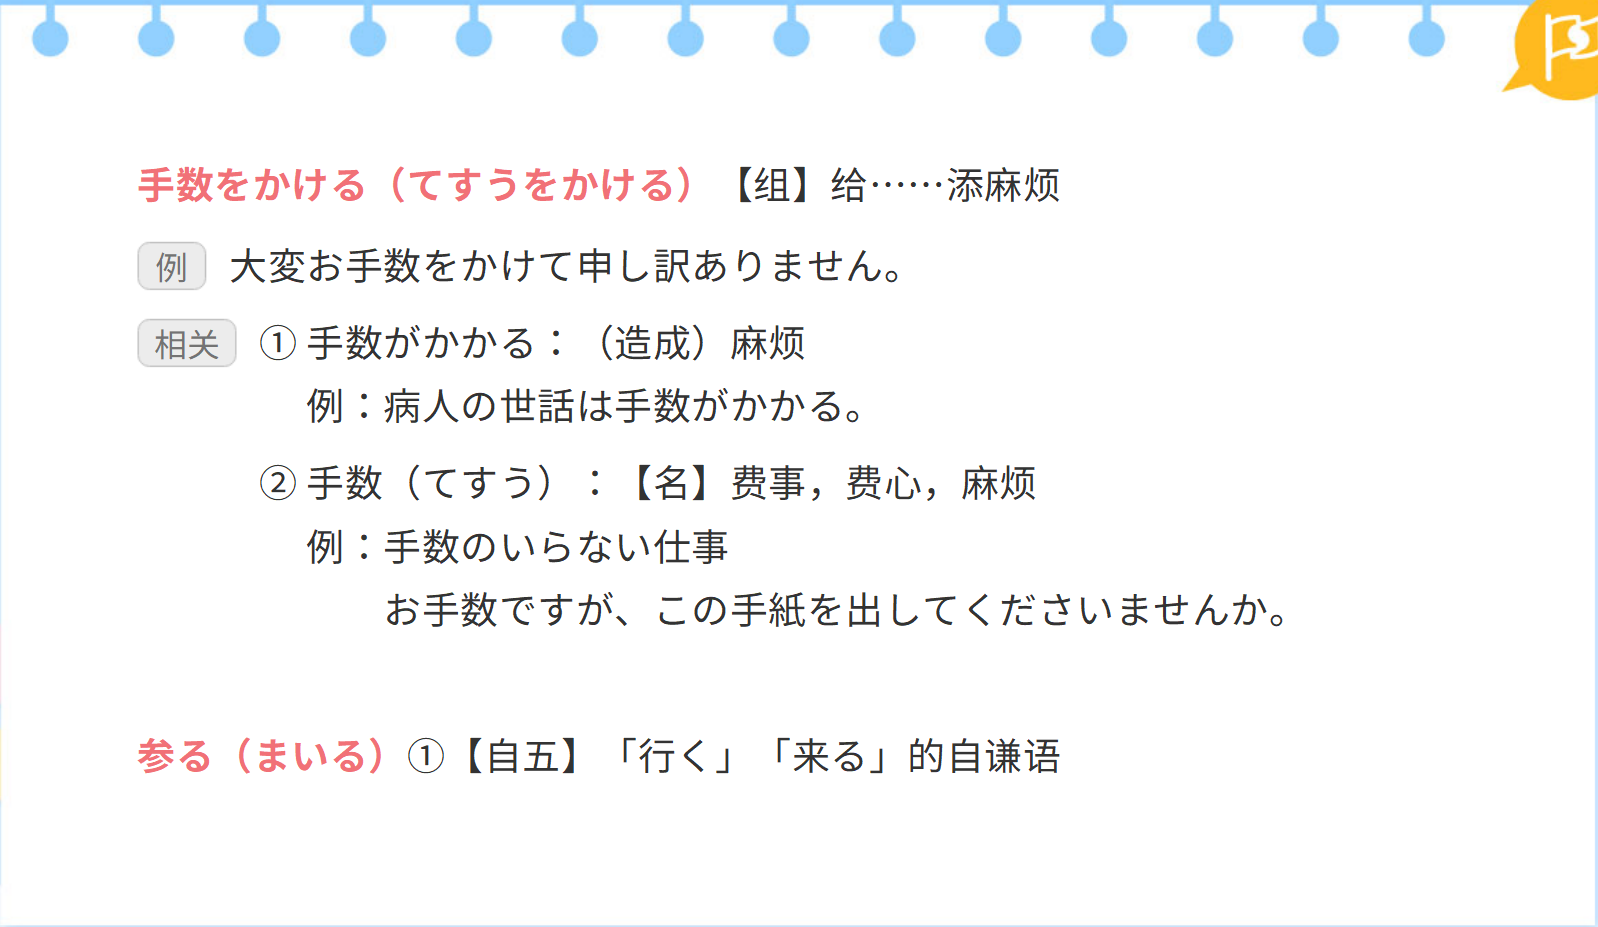 手数をかける（てすうをかける）【组】给……添麻烦
例 大変お手数をかけて申し訳ありません。
相关 ① 手数がかかる：（造成）麻烦
例：病人の世話は手数がかかる。
② 手数（てすう）：【名】费事，费心，麻烦
例：手数のいらない仕事
お手数ですが、この手紙を出してくださいませんか。
参る（まいる）①【自五】「行く」「来る」的自谦语